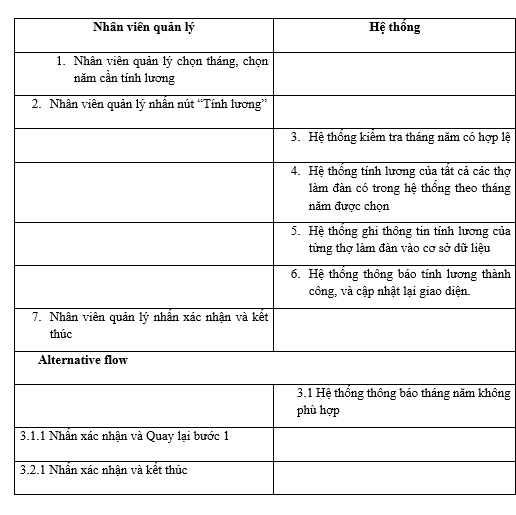 Nhân viên quản lý
Hệ thống
1. Nhân viên quản lý chọn tháng, chọn
năm cần tính lương
2. Nhân viên quản lý nhấn nút “Tính lương”
3. Hệ thống kiểm tra tháng năm có hợp lệ
4. Hệ thống tính lương của tất cả các thợ
làm đàn có trong hệ thống theo tháng
năm được chọn
5. Hệ thống ghi thông tin tính lương của
từng thợ làm đàn vào cơ sở dữ liệu
6. Hệ thống thông báo tính lương thành
công, và cập nhật lại giao diện.
7. Nhân viên quản lý nhấn xác nhận và kết
thúc
Alternative flow
3.1 Hệ thống thông báo tháng năm không
phù hợp
3.1.1 Nhấn xác nhận và Quay lại bước 1
3.2.1 Nhấn xác nhận và kết thúc